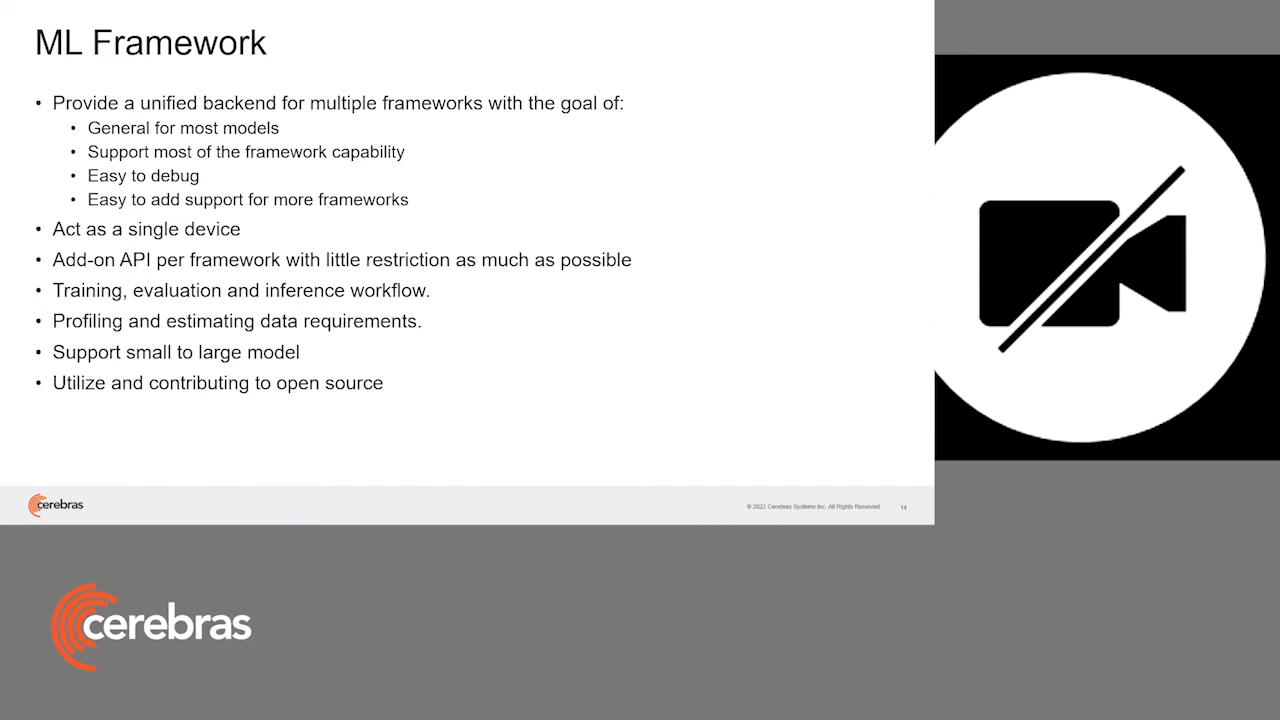 ML Framework
• Provide a unified backend for multiple frameworks with the goal of:
• General for most models
• Support most of the framework capability
• Easy to debug
• Easy to add support for more frameworks
• Act as a single device
• Add-on API per framework with little restriction as much as possible
• Training, evaluation and inference workflow.
• Profiling and estimating data requirements.
• Support small to large model
• Utilize and contributing to open source
cerebras
© 2022 Cerebras Systems Inc. All Rights Reserved
14
cerebras